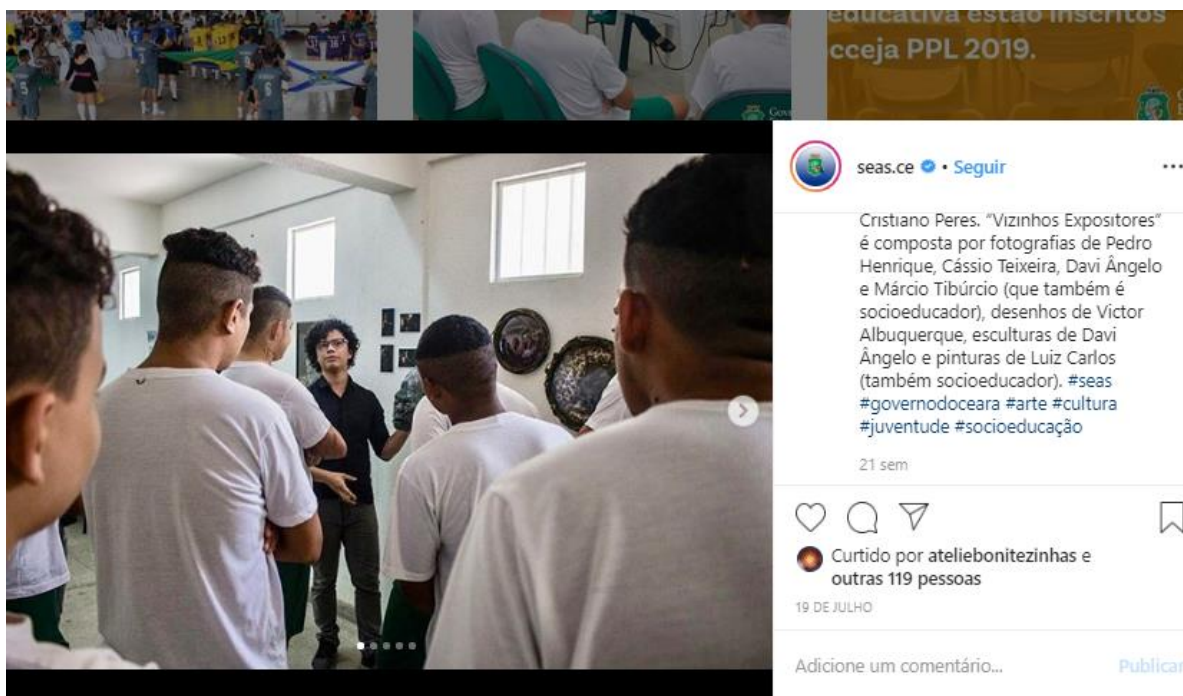 educativa estão inscritos
cceja PPL 2019.
seas.ce • Seguir
Cristiano Peres. "Vizinhos Expositores"
é composta por fotografias de Pedro
Henrique, Cássio Teixeira, Davi Ângelo
e Márcio Tibúrcio (que também é
socioeducador), desenhos de Victor
Albuquerque, esculturas de Davi
Ângelo e pinturas de Luiz Carlos
(também socioeducador). #seas
#governodoceara #arte #cultura
#juventude #socioeducação
21 sem
Curtido por ateliebonitezinhas e
outras 119 pessoas
19 DE JULHO
Adicione um comentário...
Publicar